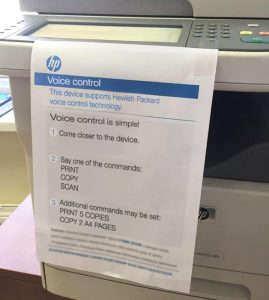 hp
Voice control
This device supports Hewlett-Packard
voice control technology.
Voice control is simple!
1 Come closer to the device.
2 Say one of the commands:
PRINT
COPY
SCAN
3 Additional commands may be set:
PRINT 5 COPIES
COPY 2 A4 PAGES